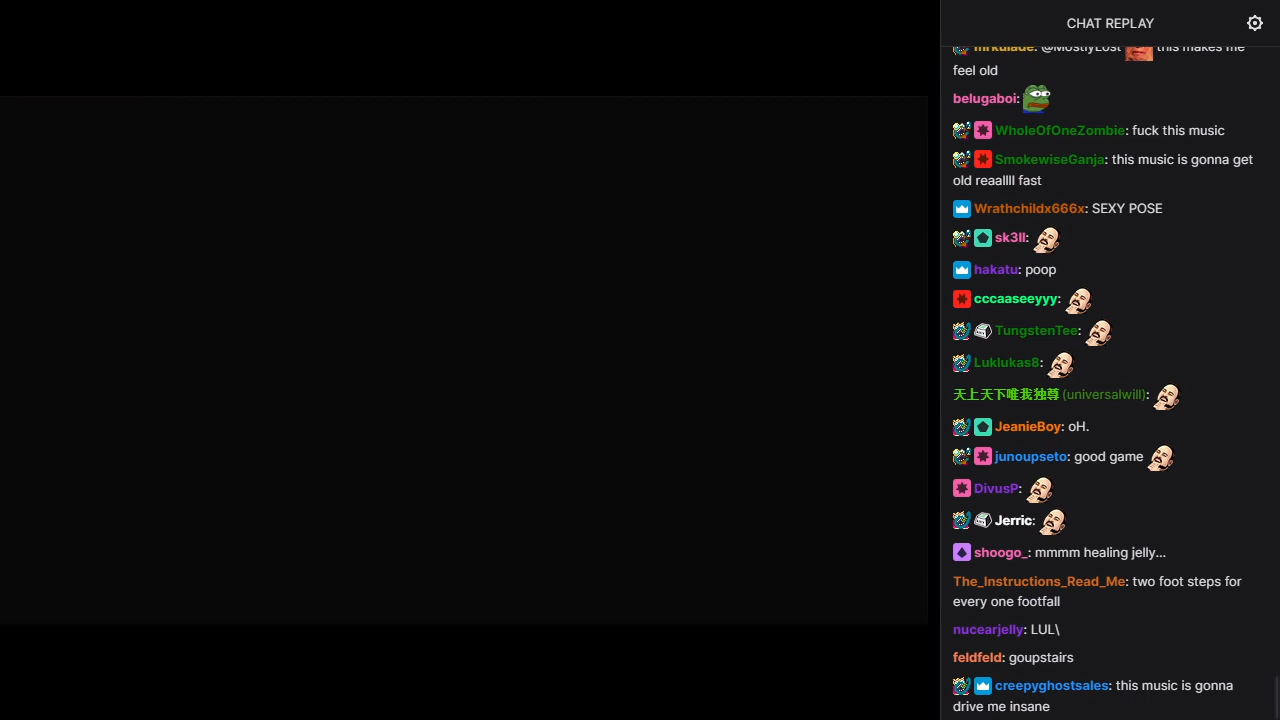 CHAT REPLAY
mrkulade: @MostlyLost this makes me
feel old
belugaboi:
WholeOfOneZombie: fuck this music
SmokewiseGanja: this music is gonna get
old reaallll fast
Wrathchildx666x: SEXY POSE
sk3ll:
hakatu: poop
cccaaseeyyy:
TungstenTee:
Luklukas8:
天上天下唯我独尊 (universalwill):
JeanieBoy: oH.
junoupseto: good game
DivusP:
Jerric:
shoogo_: mmmm healing jelly...
The_Instructions_Read_Me: two foot steps for
every one footfall
nucearjelly: LUL\
feldfeld: goupstairs
creepyghostsales: this music is gonna
drive me insane